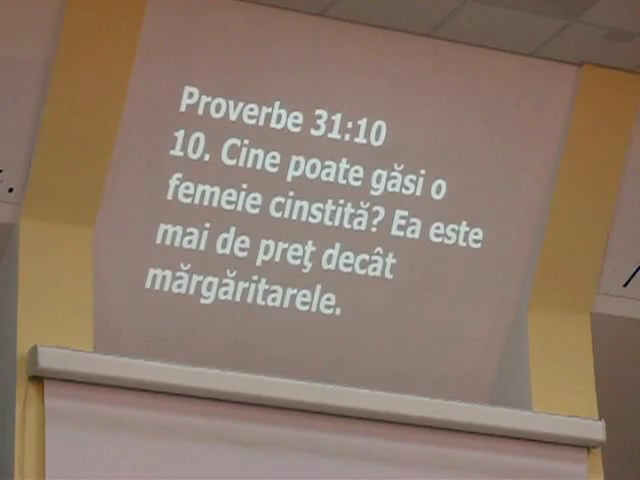 Proverbe 31:10
10. Cine poate găsi o
femeie cinstită? Ea este
mai de preţ decât
mărgăritarele.